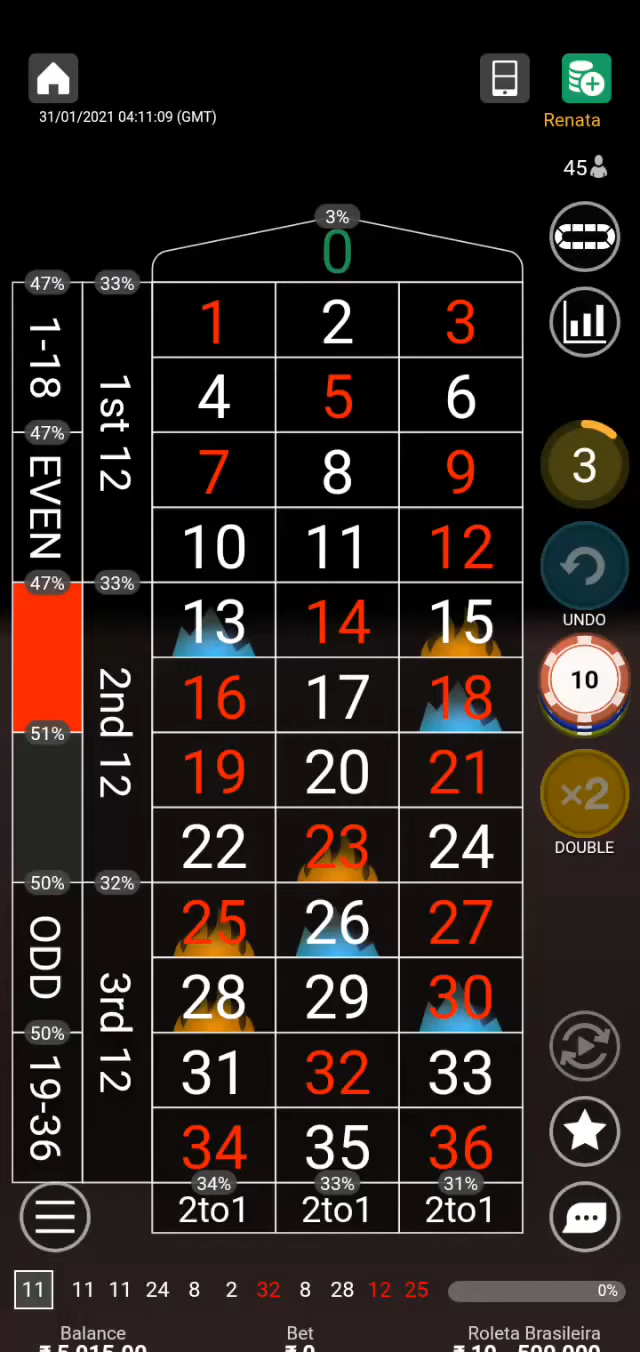 31/01/2021 04:11:09 (GMT)
Renata
45
3%
0
47% 33%
1-18
1st 12
1 2 3
4 5 6
47%
EVEN
7 8 9
10 11 12
3
47% 33%
2nd 12
13 14 15
UNDO
16 17 18
10
51%
19 20 21
×2
22 23 24
DOUBLE
50% 32%
ODD
3rd 12
25 26 27
28 29 30
50%
19-36
31 32 33
34 35 36
34% 33% 31%
2to1 2to1 2to1
11 11 11 24 8 2 32 8 28 12 25 0%
Balance Bet Roleta Brasileira